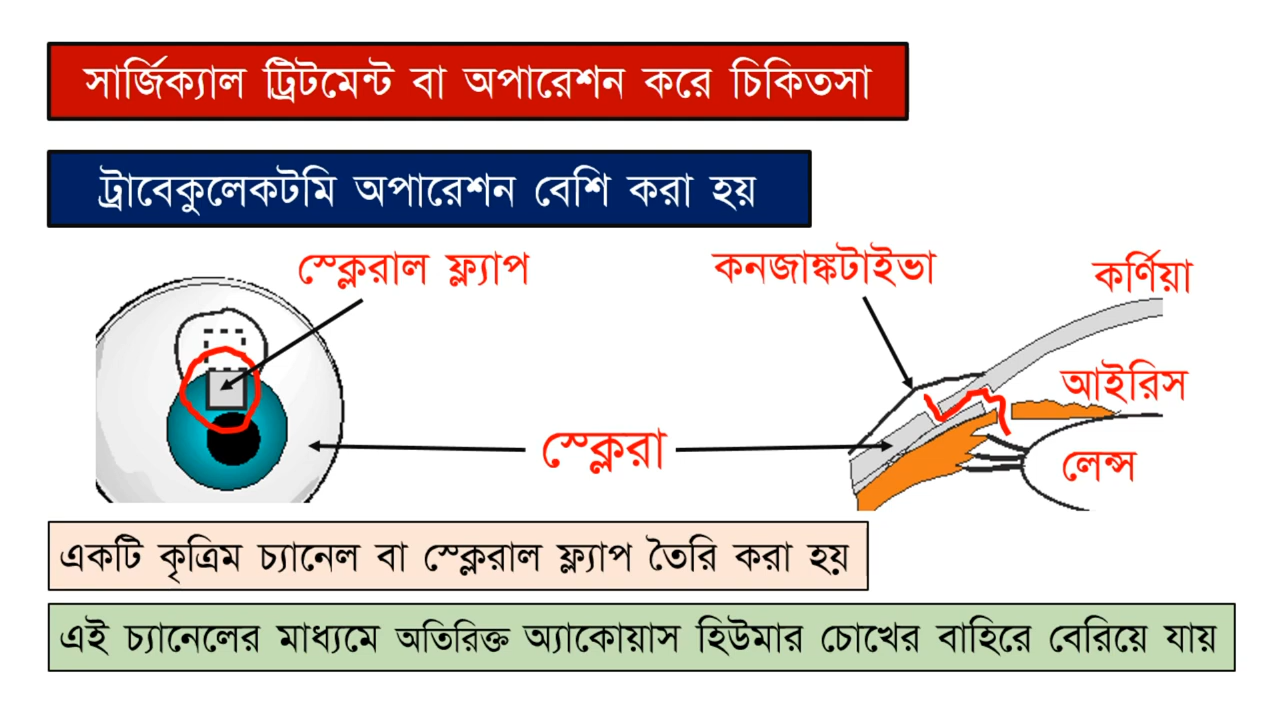 সার্জিক্যাল ট্রিটমেন্ট বা অপারেশন করে চিকিতসা
ট্রাবেকুলেকটমি অপারেশন বেশি করা হয়
স্ক্লেরাল ফ্ল্যাপ
কনজাঙ্কটাইভা
কর্ণিয়া
আইরিস
স্ক্লেরা
লেন্স
একটি কৃত্রিম চ্যানেল বা স্ক্লেরাল ফ্ল্যাপ তৈরি করা হয়
এই চ্যানেলের মাধ্যমে অতিরিক্ত অ্যাকোয়াস হিউমার চোখের বাহিরে বেরিয়ে যায়